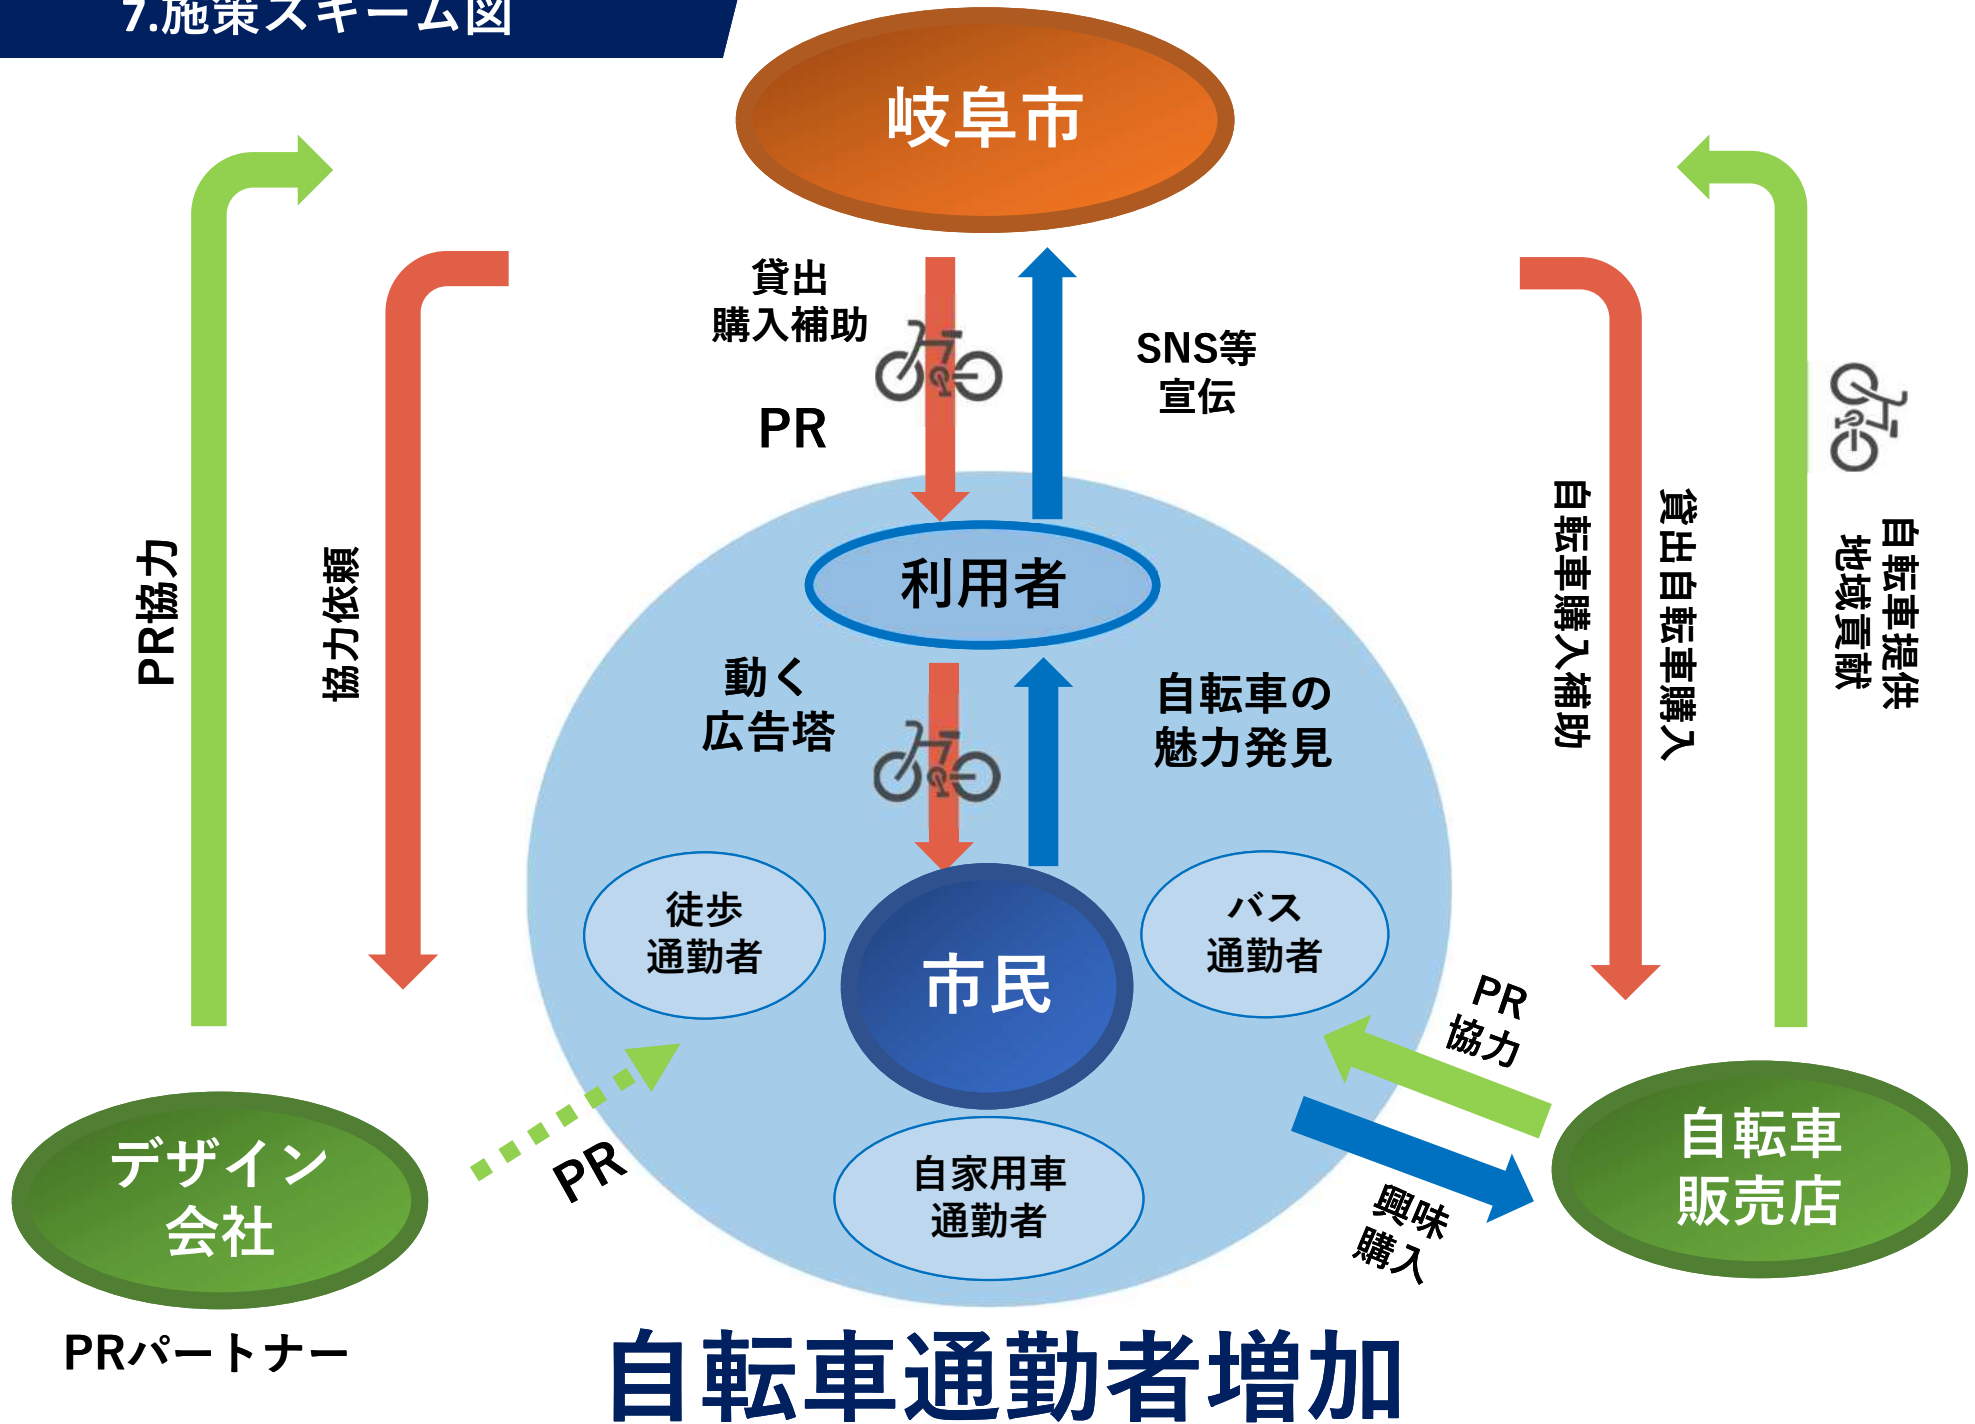 7.施策スキーム図
岐阜市
貸出
購入補助
PR
SNS等
宣伝
PR協力
協力依頼
利用者
動く
広告塔
自転車の
魅力発見
自転車購入補助
貸出自転車購入
自転車提供
地域貢献
徒歩
通勤者
市民
バス
通勤者
自家用車
通勤者
PR
協力
興味
購入
PR
デザイン
会社
PRパートナー
自転車
販売店
自転車通勤者増加